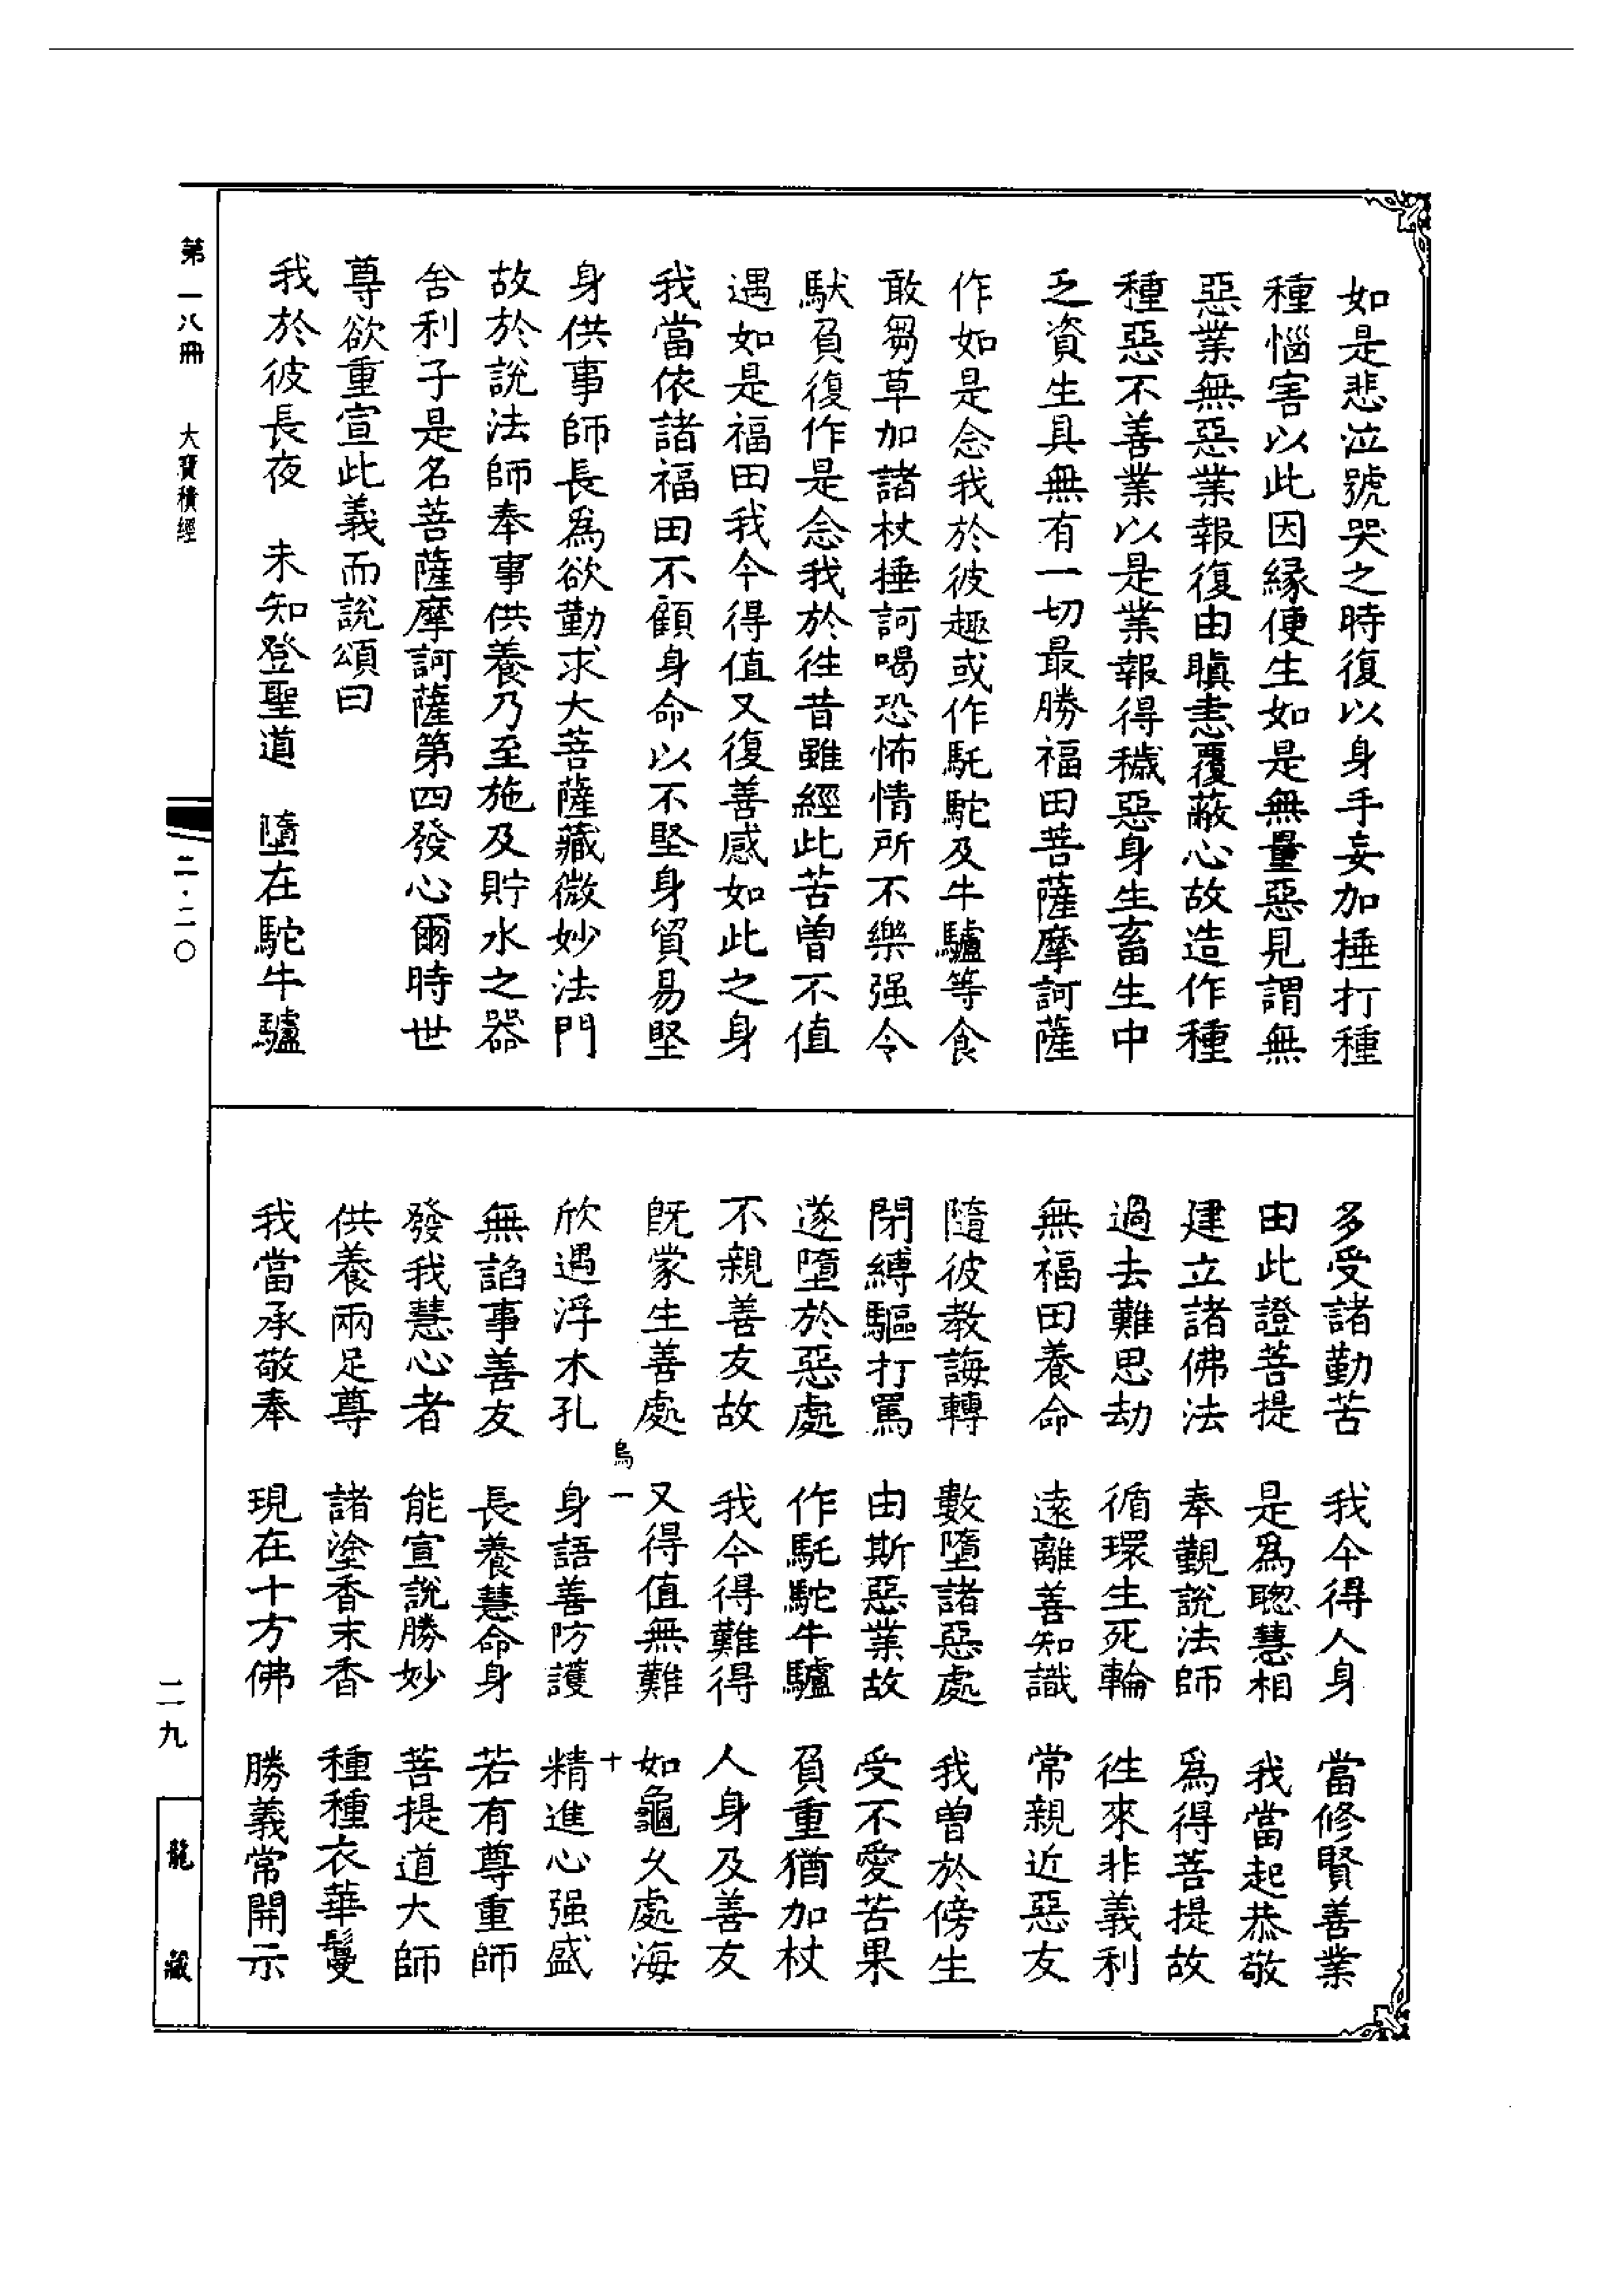 如是悲泣號哭之時復以身手妄加捶打種
種惱害以此因緣便生如是無量惡見謂無
惡業無惡業報復由瞋恚覆蔽心故造作種
種惡不善業以是業報得穢惡身生畜生中
乏資生具無有一切最勝福田菩薩摩訶薩
作如是念我於彼趣或作馲駝及牛驢等食
敢芻草加諸杖捶訶喝恐怖情所不樂强令
馱負復作是念我於往昔雖經此苦曾不值
遇如是福田我今得值又復善感如此之身
我當依諸福田不顧身命以不堅身貿易堅
身供事師長爲欲勤求大菩薩藏微妙法門
故於說法師奉事供養乃至施及貯水之器
舍利子是名菩薩摩訶薩第四發心爾時世
尊欲重宣此義而說頌曰
我於彼長夜　未知登聖道　墮在駝牛驢
多受諸勤苦　我今得人身　當修賢善業
由此證菩提　是爲聰慧相　我當起恭敬
建立諸佛法　奉覲說法師　爲得菩提故
過去難思劫　循環生死輪　往來非義利
無福田養命　遠離善知識　常親近惡友
隨彼教誨轉　數墮諸惡處　我曾於傍生
閉縛驅打罵　由斯惡業故　受不愛苦果
遂墮於惡處　作馲駝牛驢　負重猶加杖
不親善友故　我今得難得　人身及善友
旣蒙生善處　又得值無難　如龜久處海
烏一　十
欣遇浮木孔　身語善防護　精進心强盛
無諂事善友　長養慧命身　若有尊重師
發我慧心者　能宣說勝妙　菩提道大師
供養兩足尊　諸塗香末香　種種衣華鬘
我當承敬奉　現在十方佛　勝義常開示
第一八冊　大寶積經　二·二〇　二九　龍藏